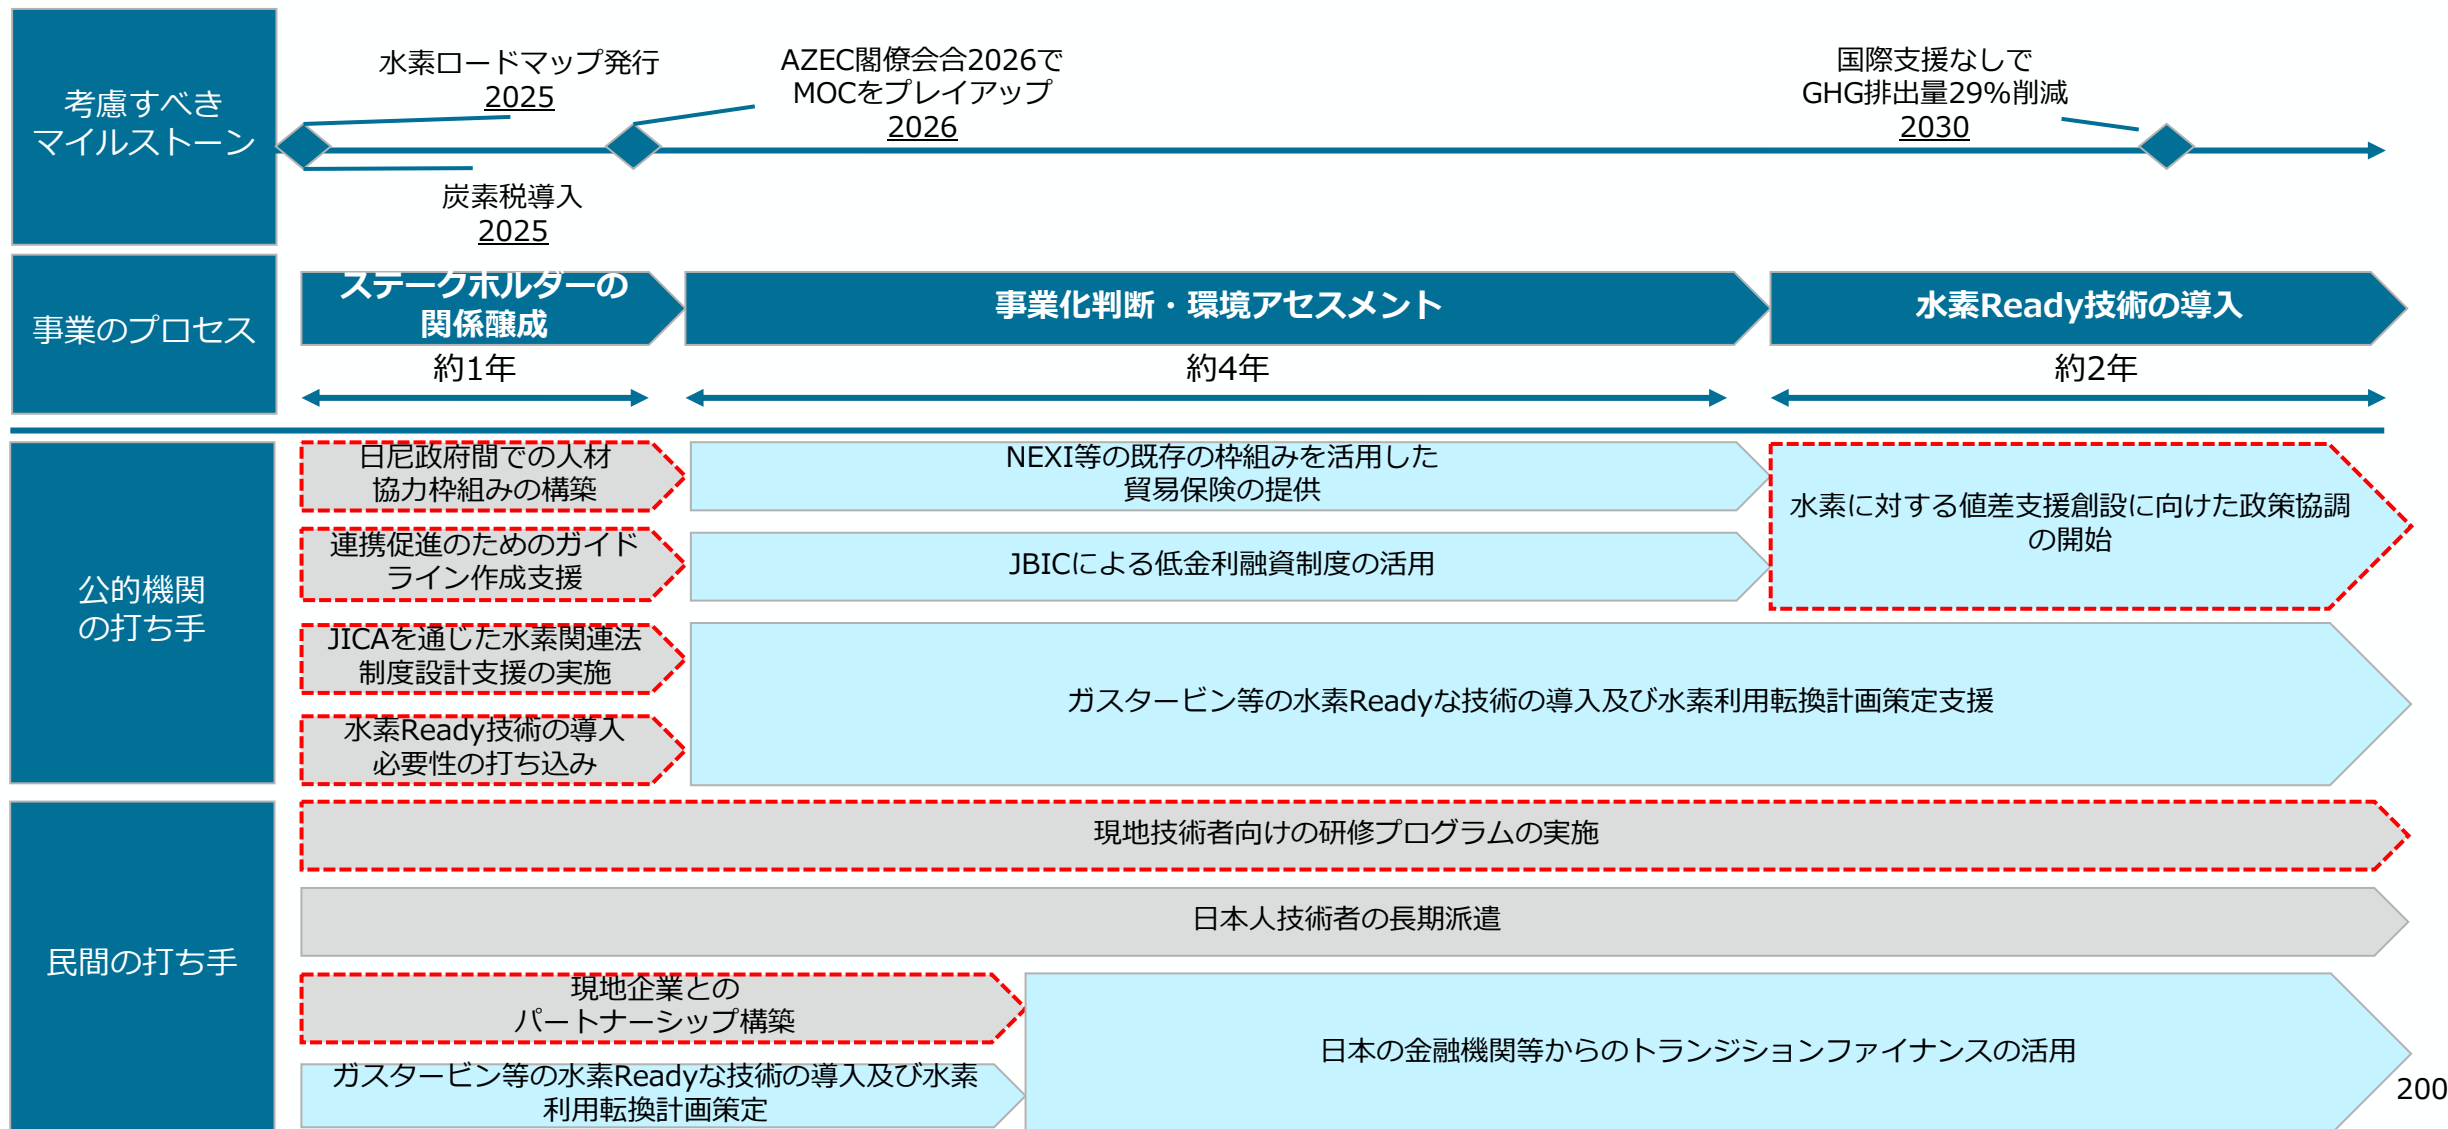 考慮すべき
マイルストーン
水素ロードマップ発行
2025
AZEC閣僚会合2026で
MOCをプレイアップ
2026
国際支援なしで
GHG排出量29%削減
2030
炭素税導入
2025
事業のプロセス
ステークホルダーの
関係醸成
事業化判断・環境アセスメント
水素Ready技術の導入
約1年
約4年
約2年
公的機関
の打ち手
日尼政府間での人材
協力枠組みの構築
NEXI等の既存の枠組みを活用した
貿易保険の提供
水素に対する値差支援創設に向けた政策協調
の開始
連携促進のためのガイド
ライン作成支援
JBICによる低金利融資制度の活用
JICAを通じた水素関連法
制度設計支援の実施
ガスタービン等の水素Readyな技術の導入及び水素利用転換計画策定支援
水素Ready技術の導入
必要性の打ち込み
民間の打ち手
現地技術者向けの研修プログラムの実施
日本人技術者の長期派遣
現地企業との
パートナーシップ構築
日本の金融機関等からのトランジションファイナンスの活用
ガスタービン等の水素Readyな技術の導入及び水素
利用転換計画策定
200